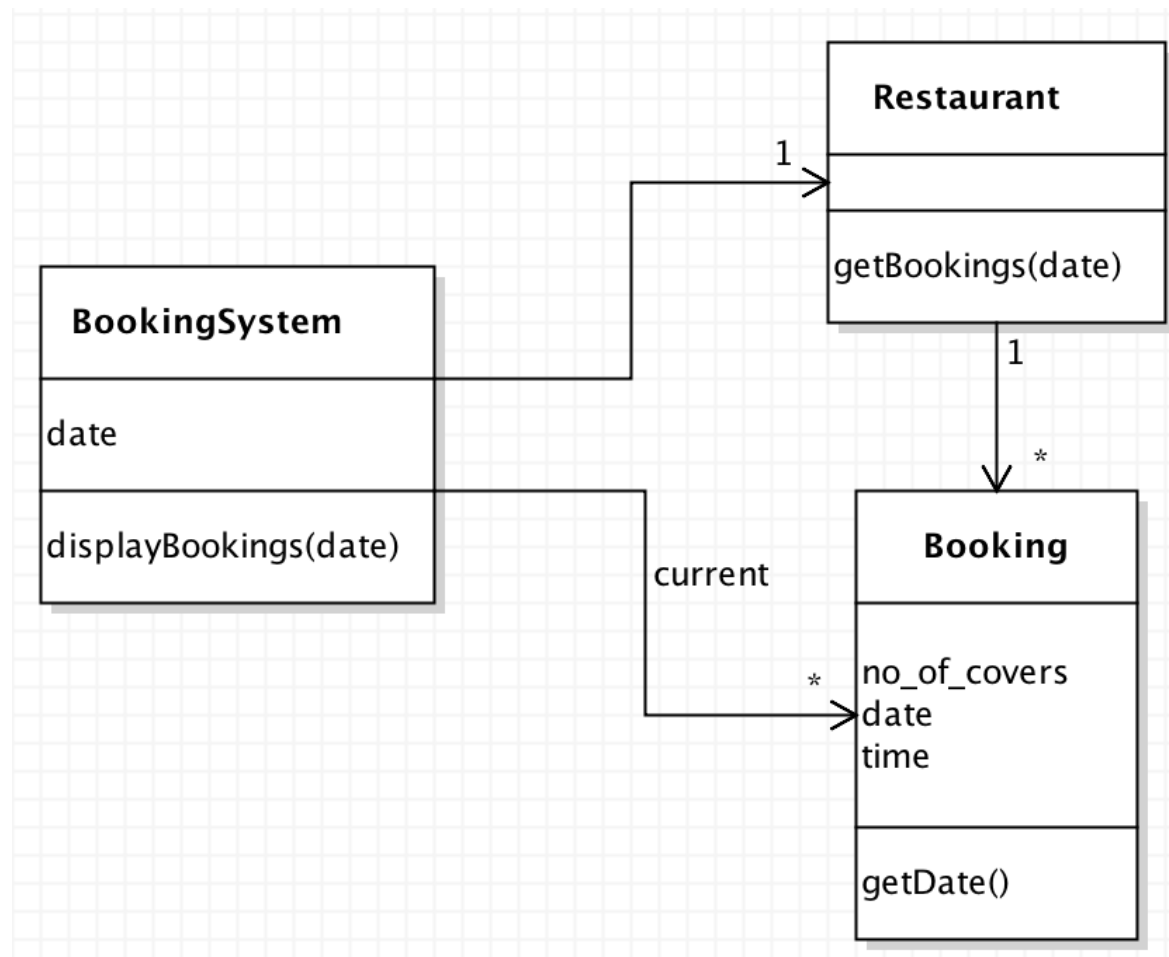 Restaurant
1
getBookings(date)
BookingSystem
1
date
*
displayBookings(date)
Booking
current
no_of_covers
*
date
time
getDate()